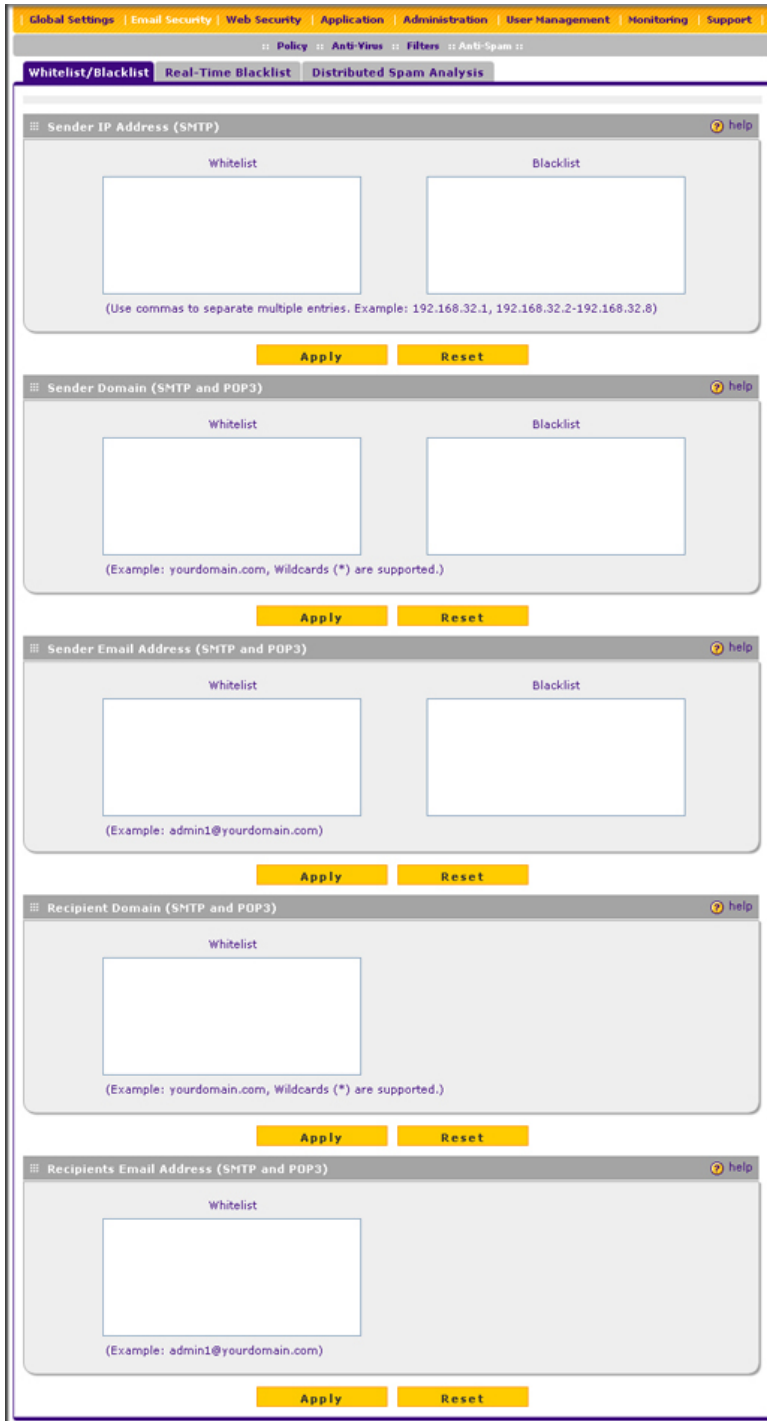 | Global Settings | Email Security | Web Security | Application | Administration | User Management | Monitoring | Support |
:: Policy :: Anti-Virus :: Filters :: Anti-Spam ::
Whitelist/Blacklist Real-Time Blacklist Distributed Spam Analysis
Sender IP Address (SMTP) ? help
Whitelist Blacklist
(Use commas to separate multiple entries. Example: 192.168.32.1, 192.168.32.2-192.168.32.8)
Apply Reset
Sender Domain (SMTP and POP3) ? help
Whitelist Blacklist
(Example: yourdomain.com, Wildcards (*) are supported.)
Apply Reset
Sender Email Address (SMTP and POP3) ? help
Whitelist Blacklist
(Example: admin1@yourdomain.com)
Apply Reset
Recipient Domain (SMTP and POP3) ? help
Whitelist
(Example: yourdomain.com, Wildcards (*) are supported.)
Apply Reset
Recipients Email Address (SMTP and POP3) ? help
Whitelist
(Example: admin1@yourdomain.com)
Apply Reset